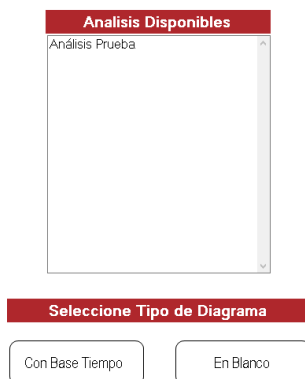 Analisis Disponibles
Análisis Prueba
Seleccione Tipo de Diagrama
Con Base Tiempo
En Blanco